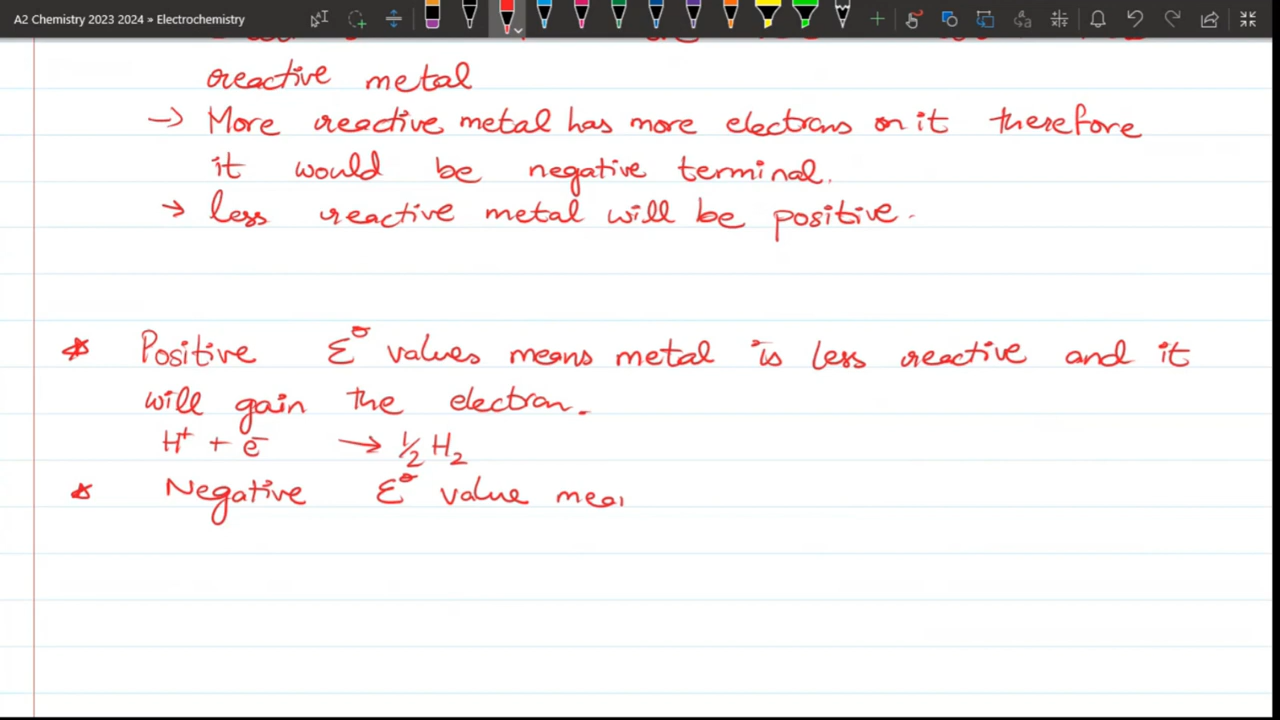 A2 Chemistry 2023 2024 » Electrochemistry
reactive metal
→ More reactive metal has more electrons on it therefore
it would be negative terminal.
→ less reactive metal will be positive.
* Positive Ɛ° values means metal is less reactive and it
will gain the electron.
H⁺ + e⁻ → 1/2 H₂
* Negative Ɛ° value mea